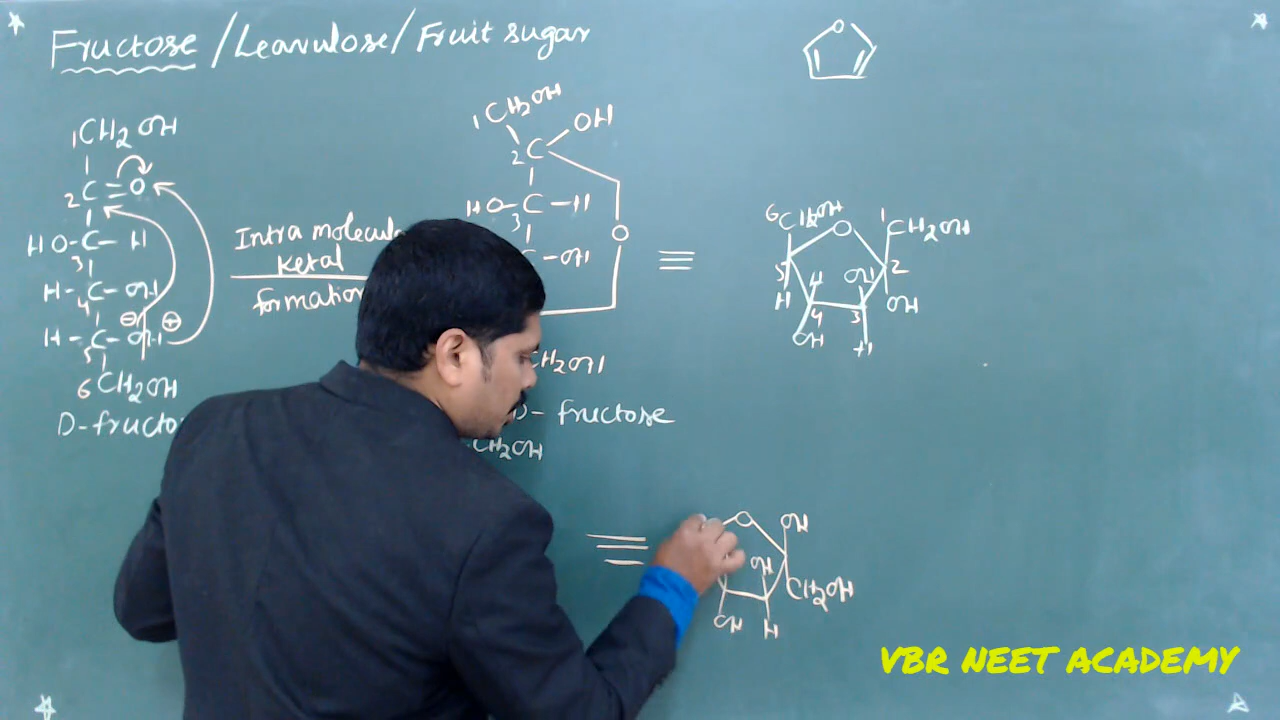 Fructose / Leavulose / Fruit sugar
O
1CH2OH
2C=O
HO-C-H
3
H-C-OH
4
⊖ ⊕
H-C-OH
5
6CH2OH
D-fructo
Intra molecula
Ketal
formation
1CH2OH
2C OH
HO-C-H
3
O
C-OH
CH2OH
D-fructose
CH2OH
≡
6CH2OH O 1CH2OH
5 H OH 2
H 4 3 OH
OH H
≡
O OH
OH
CH2OH
OH H
VBR NEET ACADEMY